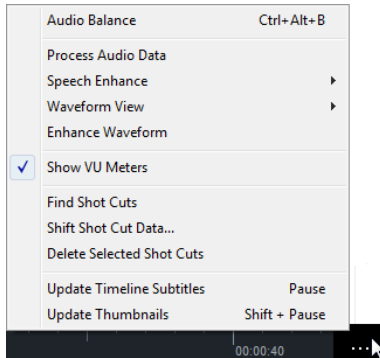 Audio Balance Ctrl+Alt+B
Process Audio Data
Speech Enhance
Waveform View
Enhance Waveform
Show VU Meters
Find Shot Cuts
Shift Shot Cut Data...
Delete Selected Shot Cuts
Update Timeline Subtitles Pause
Update Thumbnails Shift + Pause
00:00:40 ...